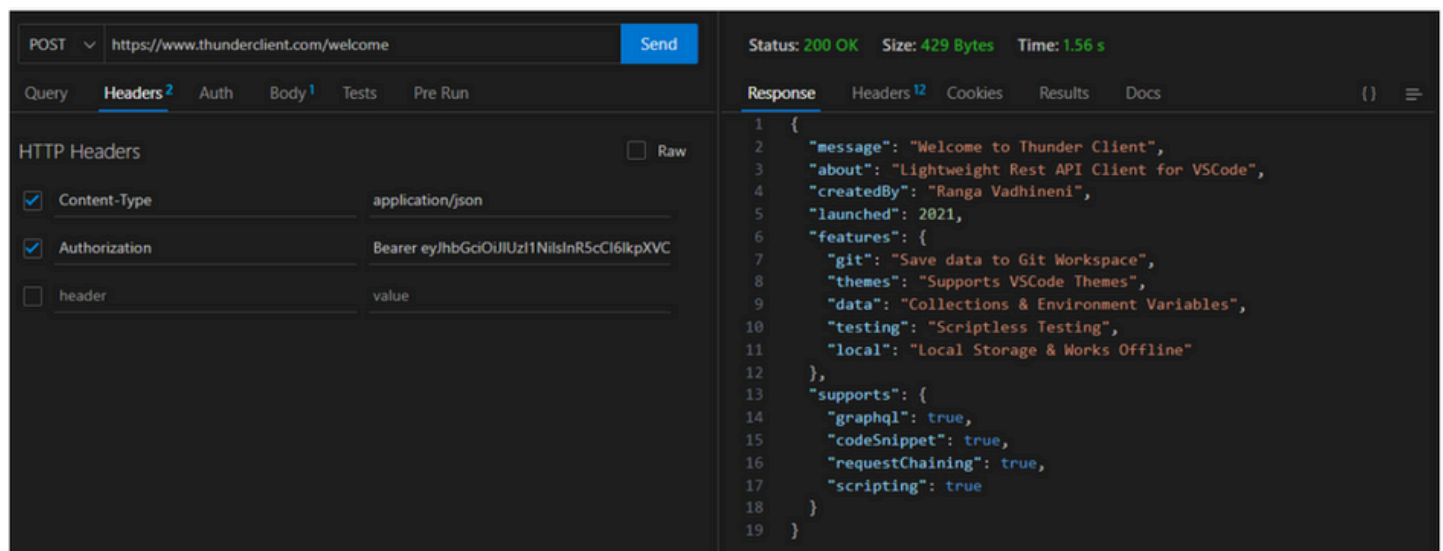 POST https://www.thunderclient.com/welcome Send
Query Headers 2 Auth Body 1 Tests Pre Run
HTTP Headers Raw
Content-Type application/json
Authorization Bearer eyJhbGciOiJIUzI1NiIsInR5cCI6IkpXVC
header value
Status: 200 OK Size: 429 Bytes Time: 1.56 s
Response Headers 12 Cookies Results Docs {}
1 {
2 "message": "Welcome to Thunder Client",
3 "about": "Lightweight Rest API Client for VSCode",
4 "createdBy": "Ranga Vadhineni",
5 "launched": 2021,
6 "features": {
7 "git": "Save data to Git Workspace",
8 "themes": "Supports VSCode Themes",
9 "data": "Collections & Environment Variables",
10 "testing": "Scriptless Testing",
11 "local": "Local Storage & Works Offline"
12 },
13 "supports": {
14 "graphql": true,
15 "codeSnippet": true,
16 "requestChaining": true,
17 "scripting": true
18 }
19 }